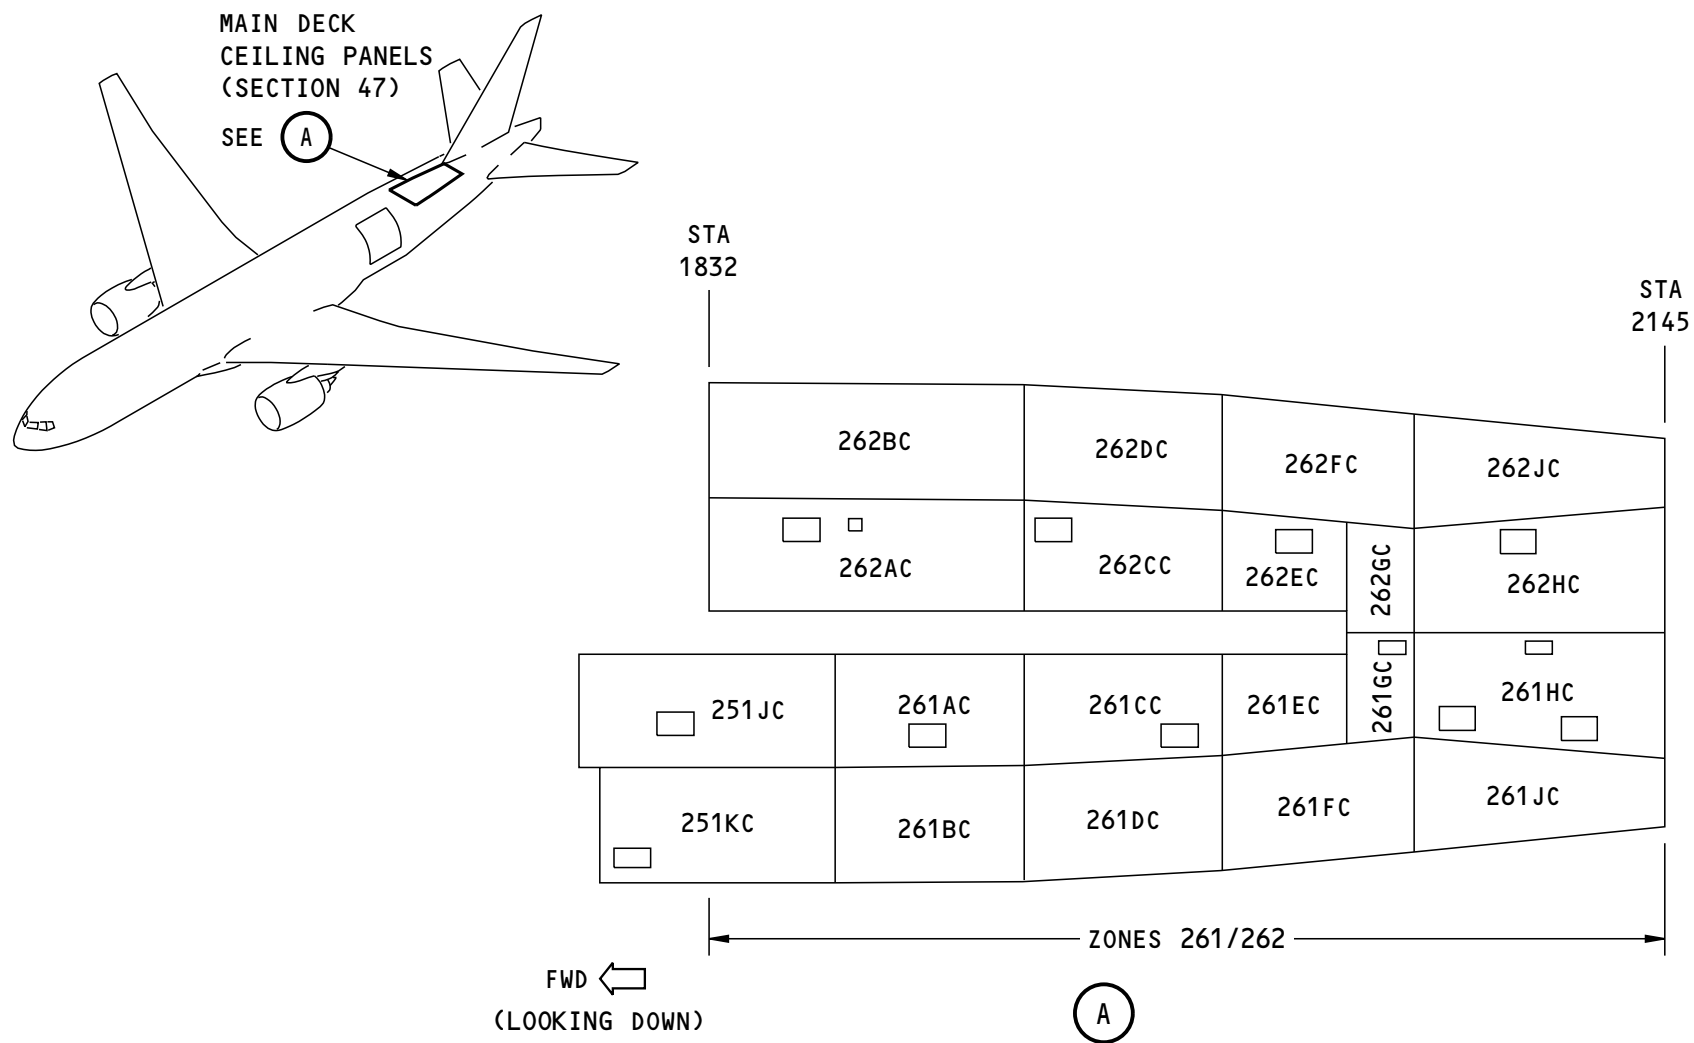 MAIN DECK
CEILING PANELS
(SECTION 47)
SEE A
STA
1832
STA
2145
262BC
262DC
262FC
262JC
262AC
262CC
262EC
262GC
262HC
251JC
261AC
261CC
261EC
261GC
261HC
251KC
261BC
261DC
261FC
261JC
ZONES 261/262
FWD
(LOOKING DOWN)
A